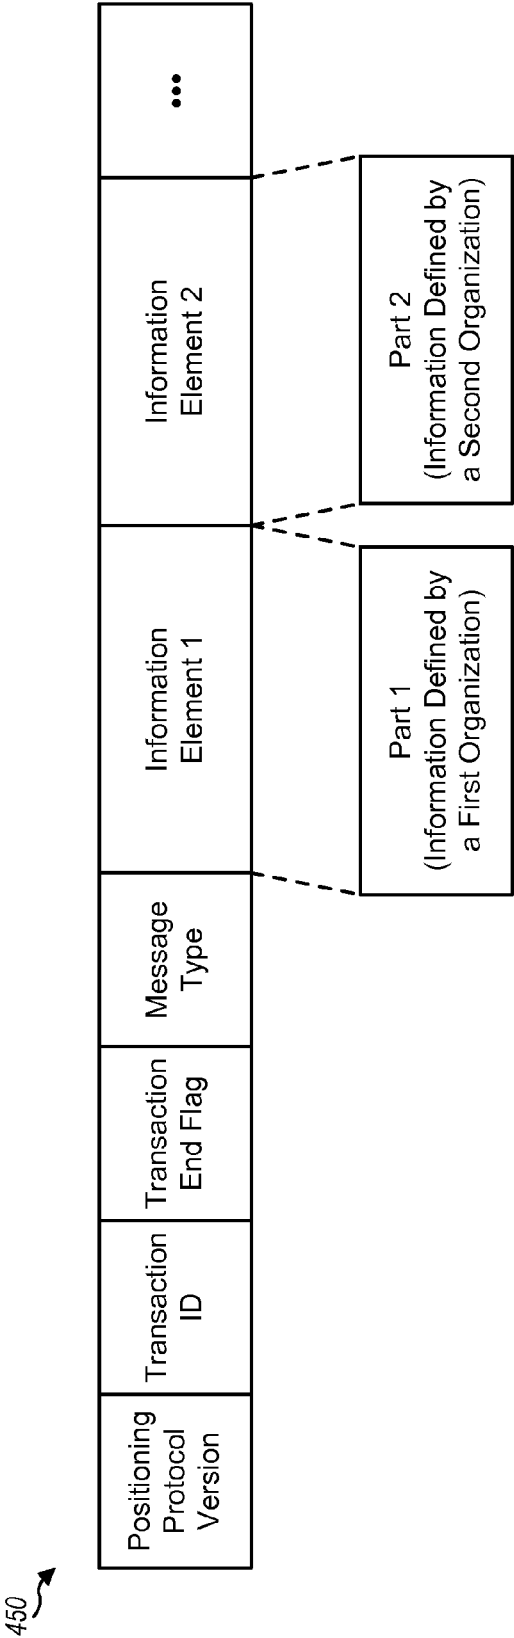 450
Positioning
Protocol
Version
Transaction
ID
Transaction
End Flag
Message
Type
Information
Element 1
Information
Element 2
•••
Part 1
(Information Defined by
a First Organization)
Part 2
(Information Defined by
a Second Organization)